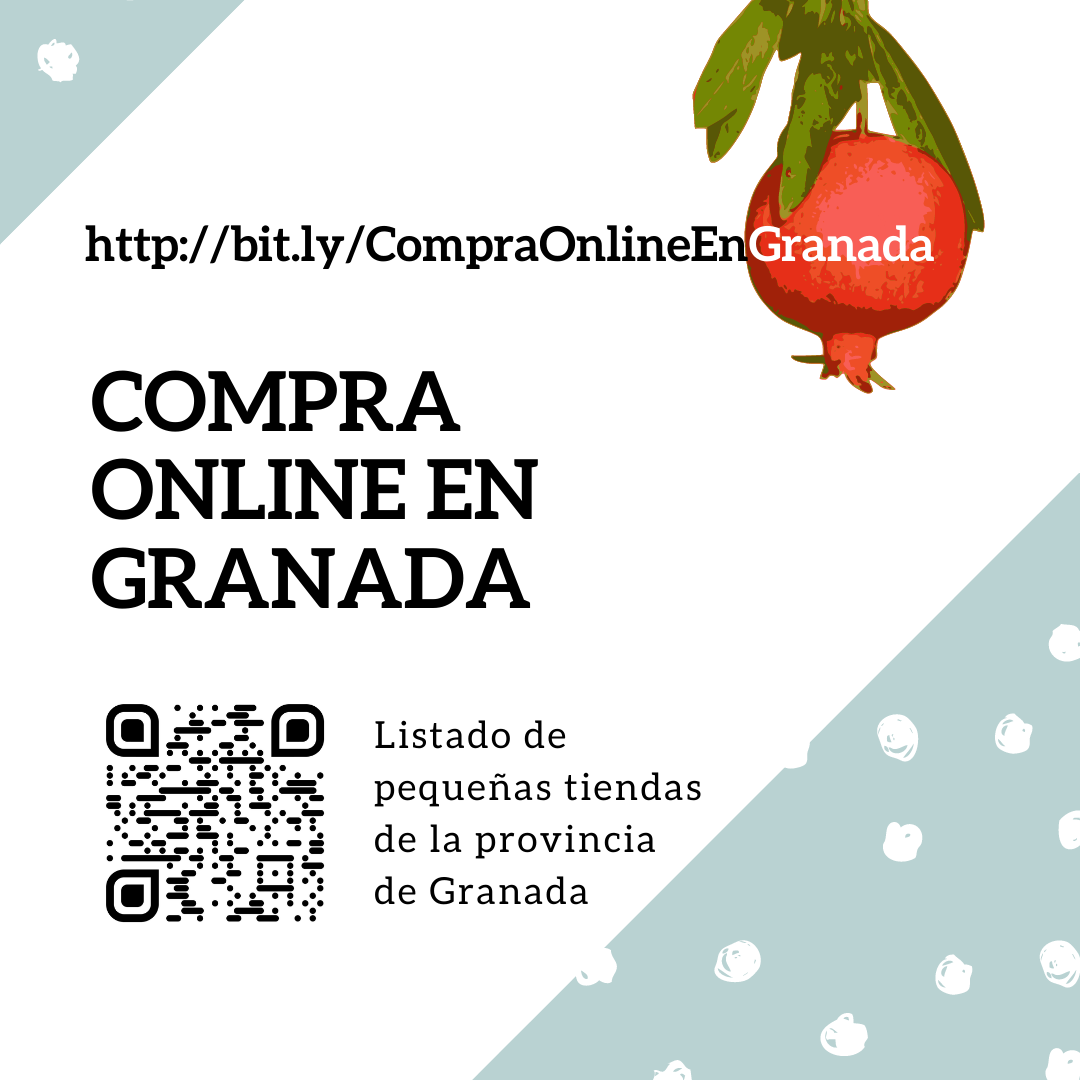 http://bit.ly/CompraOnlineEnGranada
COMPRA
ONLINE EN
GRANADA
Listado de
pequeñas tiendas
de la provincia
de Granada